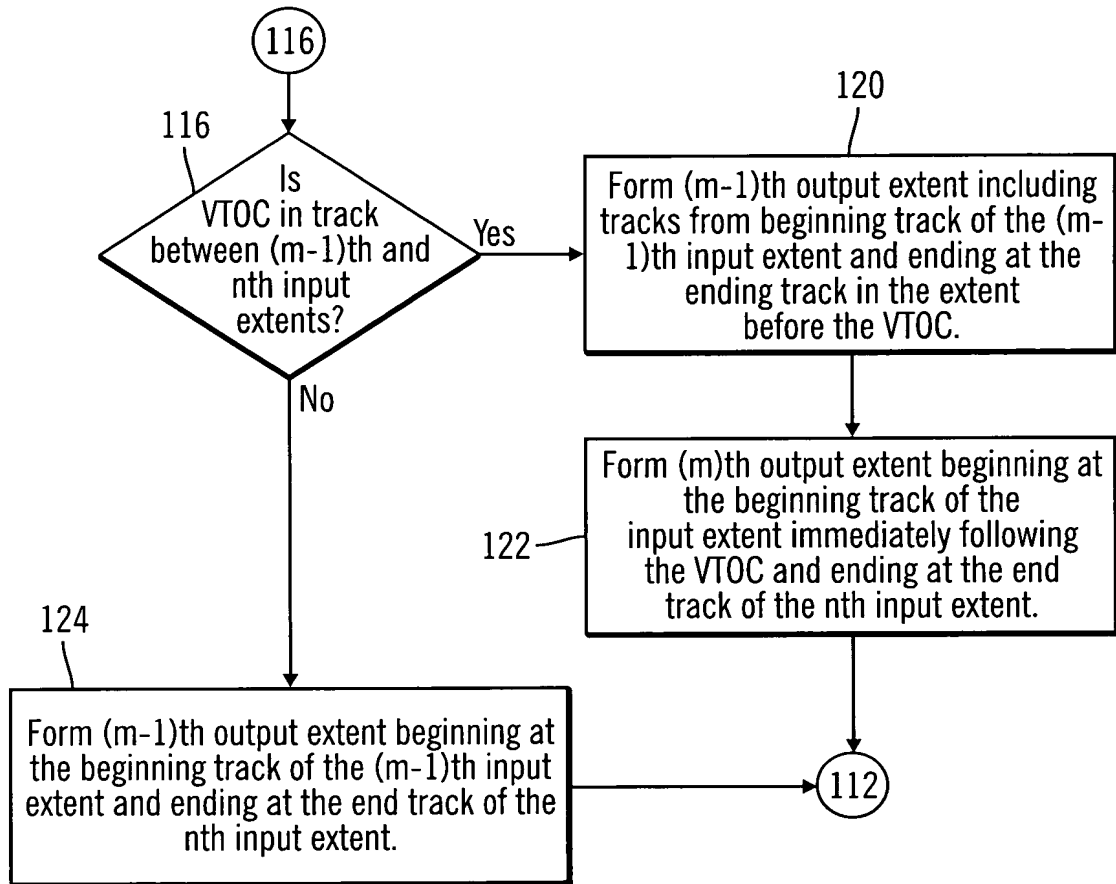 116
116
Is
VTOC in track
between (m-1)th and
nth input
extents?
Yes
No
120
Form (m-1)th output extent including
tracks from beginning track of the (m-
1)th input extent and ending at the
ending track in the extent
before the VTOC.
122
Form (m)th output extent beginning at
the beginning track of the
input extent immediately following
the VTOC and ending at the end
track of the nth input extent.
124
Form (m-1)th output extent beginning at
the beginning track of the (m-1)th input
extent and ending at the end track of the
nth input extent.
112